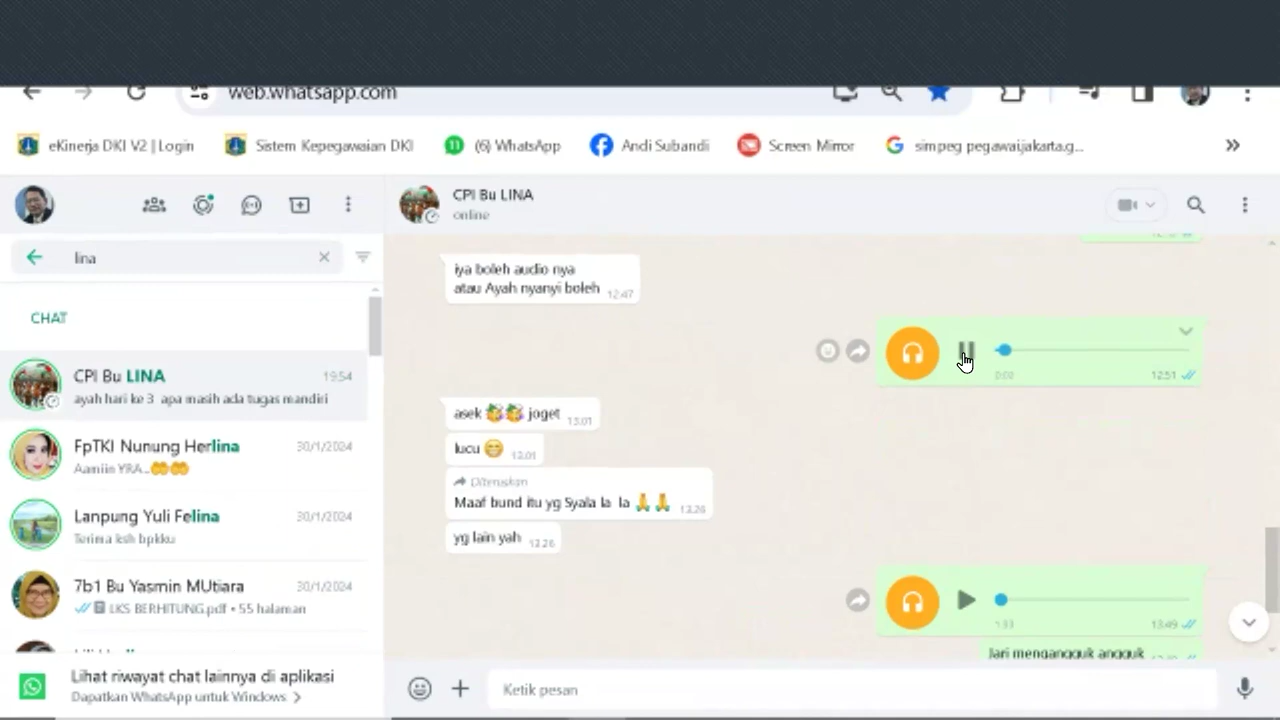 web.whatsapp.com
eKinerja DKI V2 | Login
Sistem Kepegawaian DKI
(6) WhatsApp
Andi Subandi
Screen Mirror
simpeg pegawai.jakarta.g...
lina
CHAT
CPI Bu LINA
19:54
ayah hari ke 3 apa masih ada tugas mandiri
FpTKI Nunung Herlina
30/1/2024
Aamiin YRA...
Lanpung Yuli Felina
30/1/2024
Terima ksh bpkku
7b1 Bu Yasmin MUtiara
30/1/2024
LKS BERHITUNG.pdf • 55 halaman
Lihat riwayat chat lainnya di aplikasi
Dapatkan WhatsApp untuk Windows
CPI Bu LINA
online
iya boleh audio nya
atau Ayah nyanyi boleh
12.47
0:02
12.51
asek 🥳🥳 joget
13.01
lucu 😁
13.01
Diteruskan
Maaf bund itu yg Syala la la 🙏🙏
13.26
yg lain yah
13.26
1:33
13.49
Jari mengangguk angguk
Ketik pesan